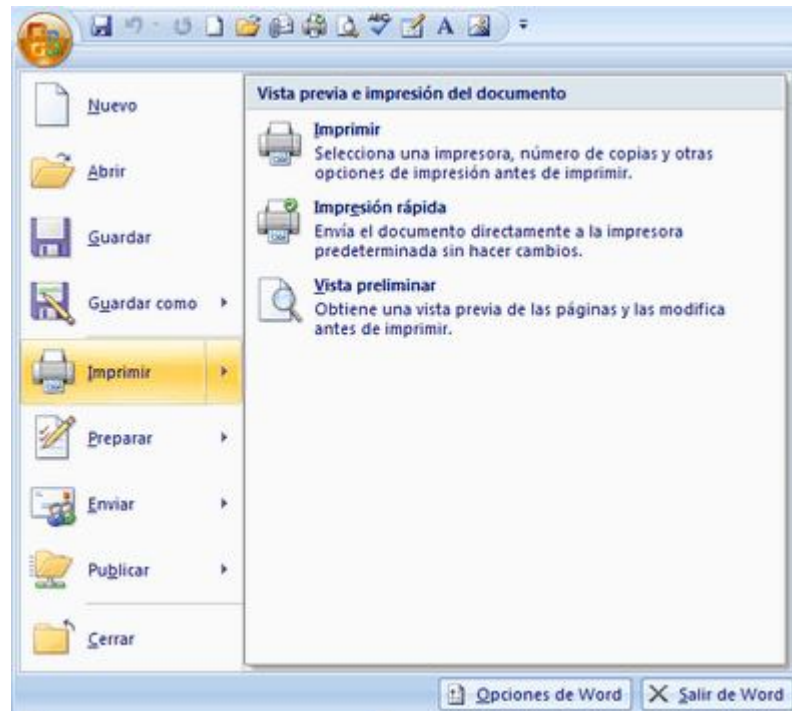 Nuevo
Abrir
Guardar
Guardar como
Imprimir
Preparar
Enviar
Publicar
Cerrar
Vista previa e impresión del documento
Imprimir
Selecciona una impresora, número de copias y otras
opciones de impresión antes de imprimir.
Impresión rápida
Envía el documento directamente a la impresora
predeterminada sin hacer cambios.
Vista preliminar
Obtiene una vista previa de las páginas y las modifica
antes de imprimir.
Opciones de Word
Salir de Word